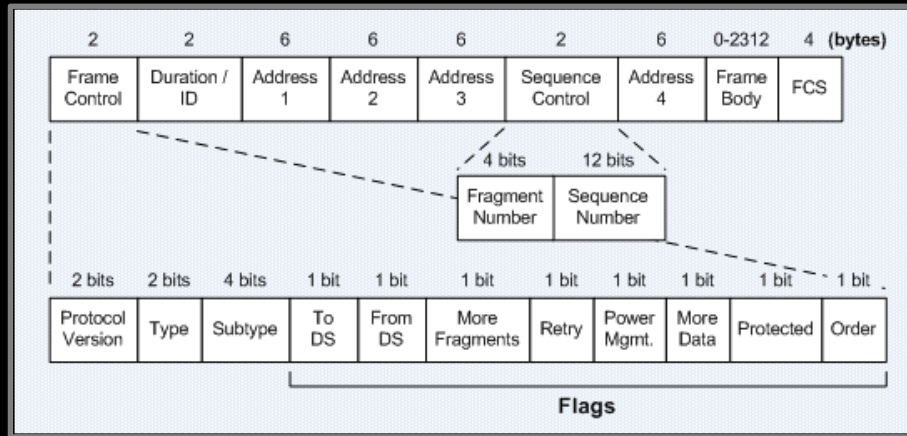 2 2 6 6 6 2 6 0-2312 4 (bytes)
Frame Duration / Address Address Address Sequence Address Frame FCS
Control ID 1 2 3 Control 4 Body
4 bits 12 bits
Fragment Sequence
Number Number
2 bits 2 bits 4 bits 1 bit 1 bit 1 bit 1 bit 1 bit 1 bit 1 bit 1 bit
Protocol Type Subtype To From More Retry Power More Protected Order
Version DS DS Fragments Mgmt. Data
Flags